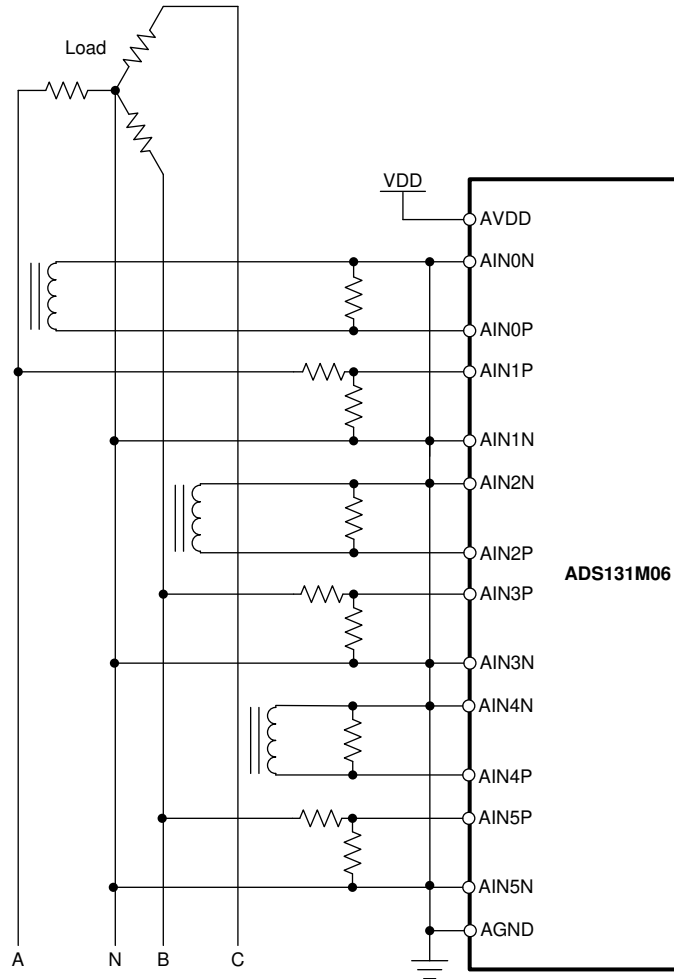 Load
VDD
AVDD
AIN0N
AIN0P
AIN1P
AIN1N
AIN2N
AIN2P
ADS131M06
AIN3P
AIN3N
AIN4N
AIN4P
AIN5P
AIN5N
AGND
A N B C